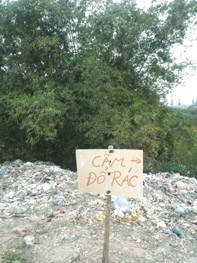 CẤM →
ĐỔ RÁC